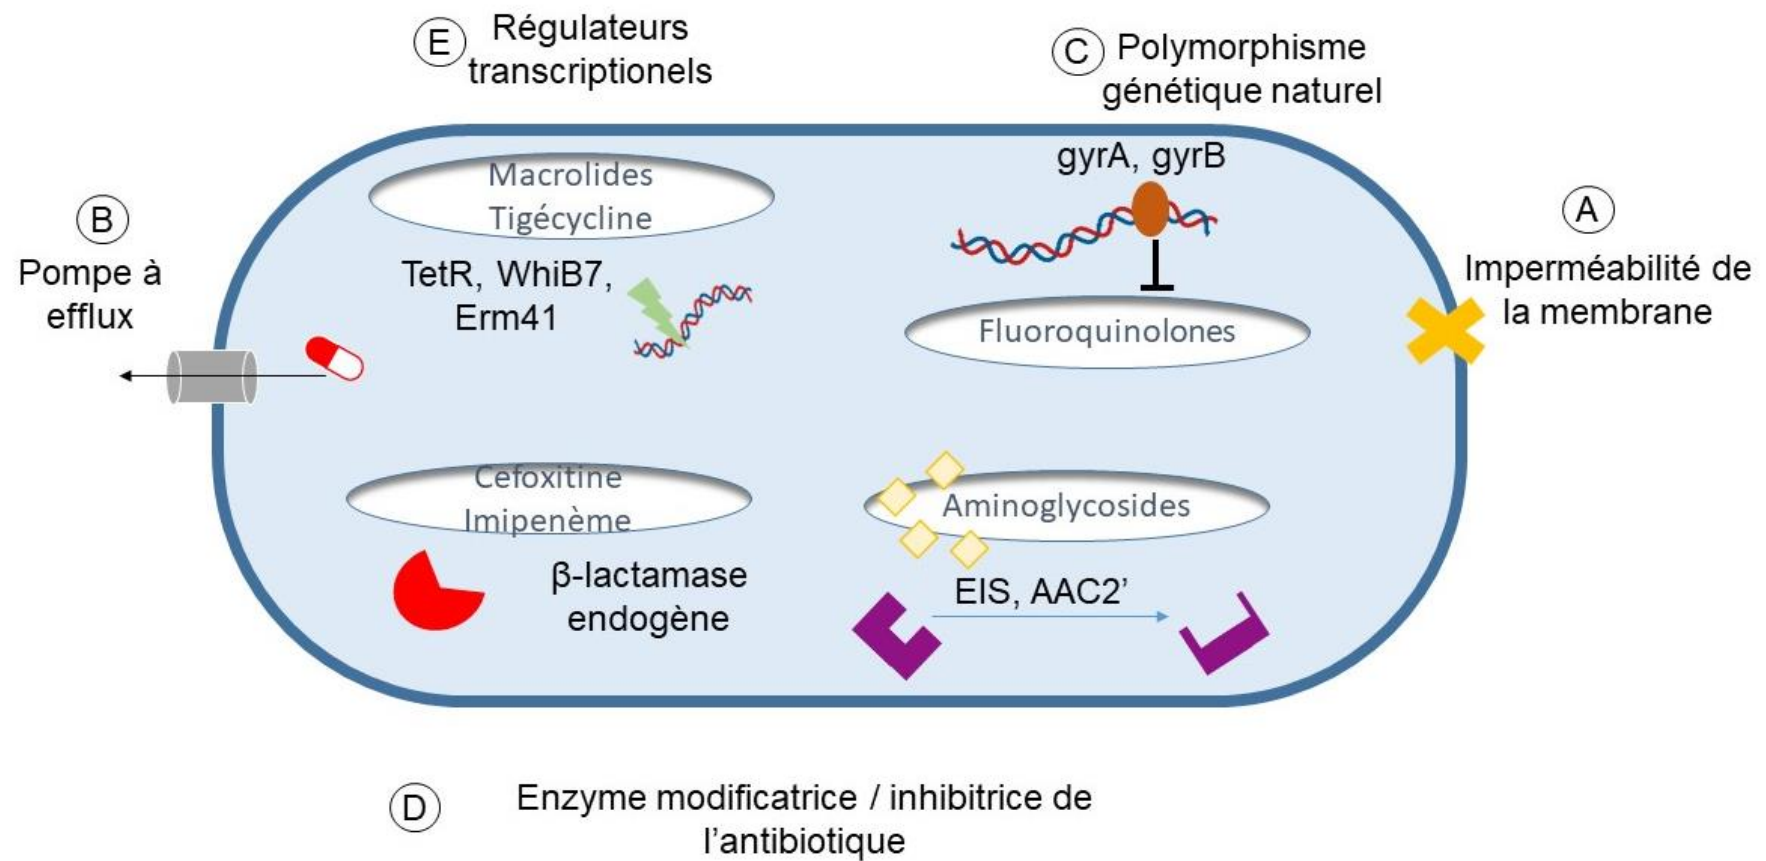 E
Régulateurs
transcriptionels
C
Polymorphisme
génétique naturel
Macrolides
Tigécycline
gyrA, gyrB
B
Pompe à
efflux
TetR, WhiB7,
Erm41
Fluoroquinolones
A
Imperméabilité de
la membrane
Cefoxitine
Imipenème
β-lactamase
endogène
Aminoglycosides
EIS, AAC2’
D
Enzyme modificatrice / inhibitrice de
l’antibiotique